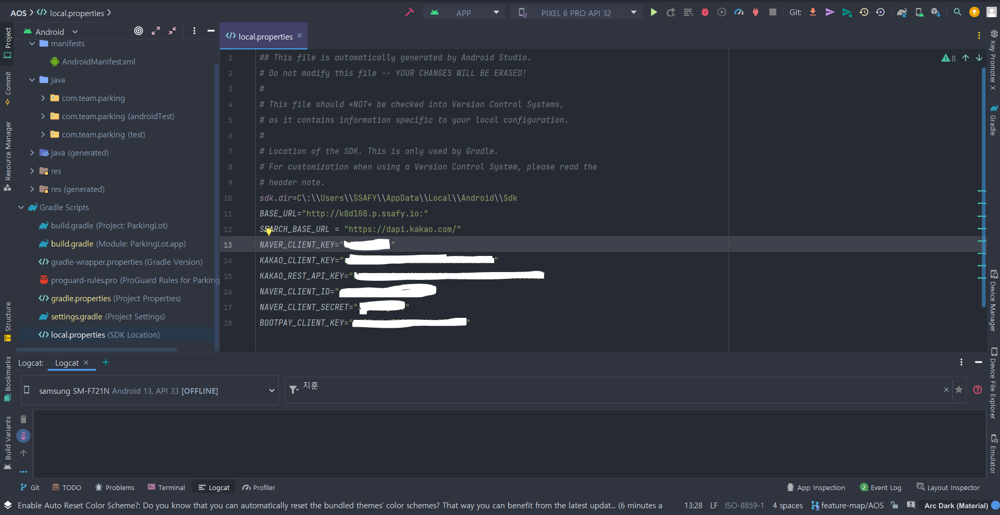 AOS local.properties
APP
PIXEL 6 PRO API 32
Git:
Project
Commit
Resource Manager
Structure
Bookmarks
Build Variants
Android
manifests
AndroidManifest.xml
java
com.team.parking
com.team.parking (androidTest)
com.team.parking (test)
java (generated)
res
res (generated)
Gradle Scripts
build.gradle (Project: ParkingLot)
build.gradle (Module: ParkingLot.app)
gradle-wrapper.properties (Gradle Version)
proguard-rules.pro (ProGuard Rules for Parking
gradle.properties (Project Properties)
settings.gradle (Project Settings)
local.properties (SDK Location)
local.properties
8
1 ## This file is automatically generated by Android Studio.
2 # Do not modify this file -- YOUR CHANGES WILL BE ERASED!
3 #
4 # This file should *NOT* be checked into Version Control Systems,
5 # as it contains information specific to your local configuration.
6 #
7 # Location of the SDK. This is only used by Gradle.
8 # For customization when using a Version Control System, please read the
9 # header note.
10 sdk.dir=C\:\\Users\\SSAFY\\AppData\\Local\\Android\\Sdk
11 BASE_URL="http://k8d108.p.ssafy.io:"
12 SEARCH_BASE_URL = "https://dapi.kakao.com/"
13 NAVER_CLIENT_KEY=" "
14 KAKAO_CLIENT_KEY=" "
15 KAKAO_REST_API_KEY="
16 NAVER_CLIENT_ID="
17 NAVER_CLIENT_SECRET=" "
18 BOOTPAY_CLIENT_KEY=" "
Key Promoter X
Gradle
Device Manager
Device File Explorer
Emulator
Logcat: Logcat
samsung SM-F721N Android 13, API 33 [OFFLINE]
지훈
Git TODO Problems Terminal Logcat Profiler
App Inspection 2 Event Log Layout Inspector
Enable Auto Reset Color Scheme?: Do you know that you can automatically reset the bundled themes' color schemes? That way you can benefit from the latest updat... (6 minutes a
13:28 LF ISO-8859-1 4 spaces feature-map/AOS Arc Dark (Material)